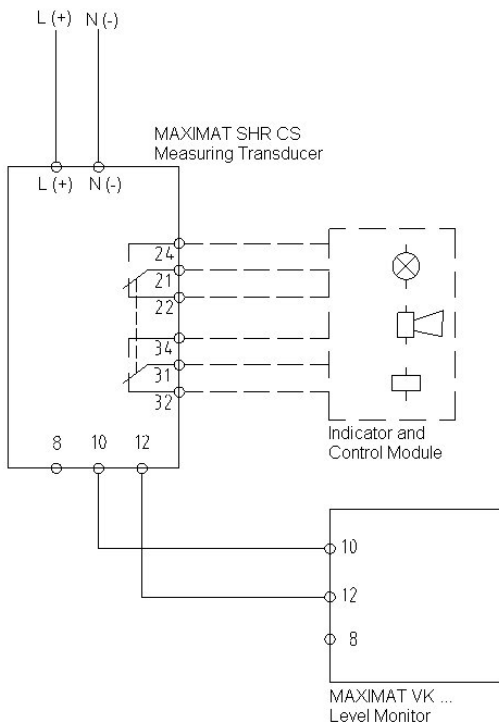 L (+) N (-)
MAXIMAT SHR CS
Measuring Transducer
L (+) N (-)
24
21
22
34
31
32
8 10 12
Indicator and
Control Module
10
12
8
MAXIMAT VK ...
Level Monitor